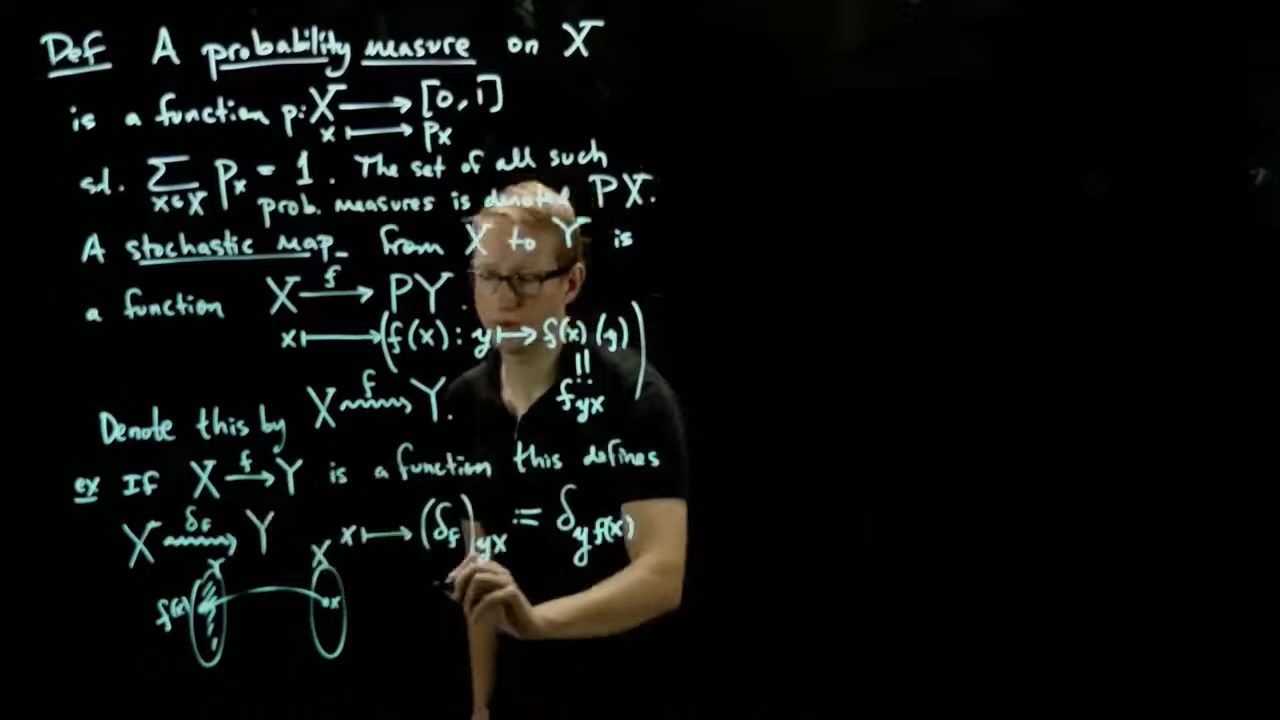 Def A probability measure on X
is a function p: X ⟶ [0,1]
x ⟼ px
s.t. ∑x∈X px = 1. The set of all such
prob. measures is denoted PX.
A stochastic map from X to Y is
a function X —f→ PY.
x ⟼ (f(x): y ⟼ f(x)(y))
!!
fyx
Denote this by X ⇝f Y.
ex If X —f→ Y is a function this defines
X ⇝δf Y x ⟼ (δf)yx := δy f(x)
Y X
f(x) x